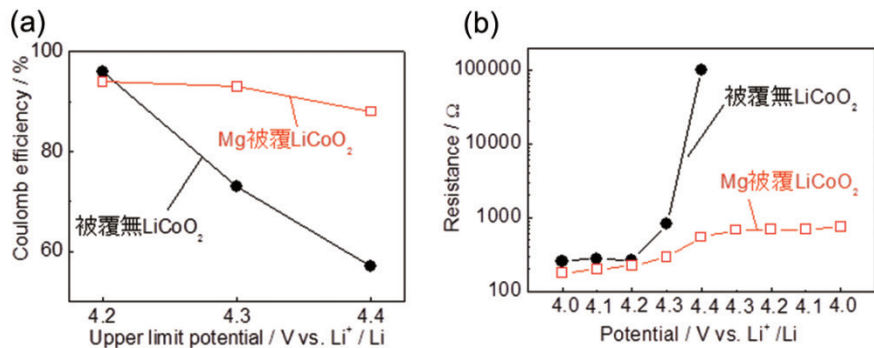 (a)
Coulomb efficiency / %
100
80
60
Mg被覆LiCoO₂
被覆無LiCoO₂
4.2
4.3
4.4
Upper limit potential / V vs. Li⁺ / Li
(b)
Resistance / Ω
100000
10000
1000
100
被覆無LiCoO₂
Mg被覆LiCoO₂
4.0 4.1 4.2 4.3 4.4 4.3 4.2 4.1 4.0
Potential / V vs. Li⁺ /Li